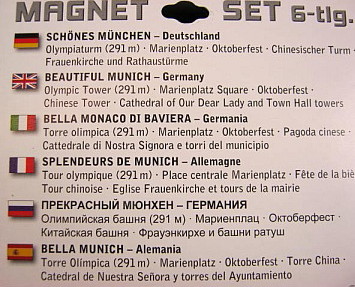 MAGNET SET 6-tlg.
SCHÖNES MÜNCHEN – Deutschland
Olympiaturm (291 m) · Marienplatz · Oktoberfest · Chinesischer Turm ·
Frauenkirche und Rathaustürme
BEAUTIFUL MUNICH – Germany
Olympic Tower (291 m) · Marienplatz Square · Oktoberfest ·
Chinese Tower · Cathedral of Our Dear Lady and Town Hall towers
BELLA MONACO DI BAVIERA – Germania
Torre olimpica (291 m) · Marienplatz · Oktoberfest · Pagoda cinese ·
Cattedrale di Nostra Signora e torri del municipio
SPLENDEURS DE MUNICH – Allemagne
Tour olympique (291 m) · Place centrale Marienplatz · Fête de la biè
Tour chinoise · Eglise Frauenkirche et tours de la mairie
ПРЕКРАСНЫЙ МЮНХЕН – ГЕРМАНИЯ
Олимпийская башня (291 м) · Мариенплац · Октоберфест ·
Китайская башня · Фрауэнкирхе и башни ратуш
BELLA MUNICH – Alemania
Torre Olímpica (291 m) · Marienplatz · Oktoberfest · Torre China ·
Catedral de Nuestra Señora y torres del Ayuntamiento